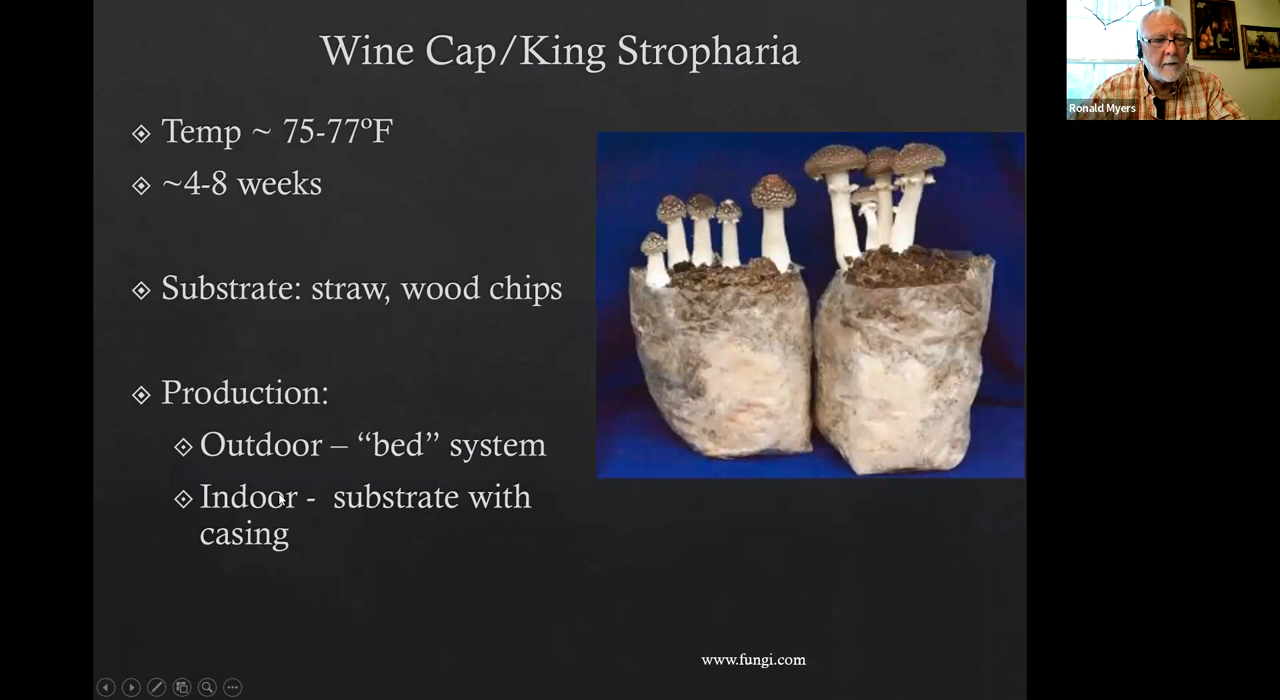 Wine Cap/King Stropharia
Temp ~ 75-77ºF
~4-8 weeks
Substrate: straw, wood chips
Production:
Outdoor – “bed” system
Indoor -  substrate with
casing
www.fungi.com
Ronald Myers